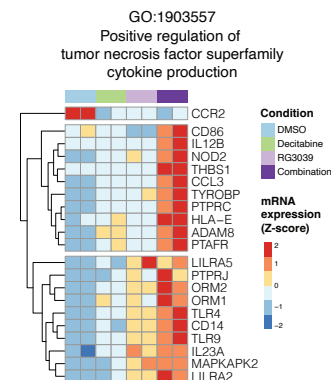 GO:1903557
Positive regulation of
tumor necrosis factor superfamily
cytokine production
CCR2
CD86
IL12B
NOD2
THBS1
CCL3
TYROBP
PTPRC
HLA−E
ADAM8
PTAFR
LILRA5
PTPRJ
ORM2
ORM1
TLR4
CD14
TLR9
IL23A
MAPKAPK2
LILRA2
Condition
DMSO
Decitabine
RG3039
Combination
mRNA
expression
(Z-score)
2
1
0
−1
−2